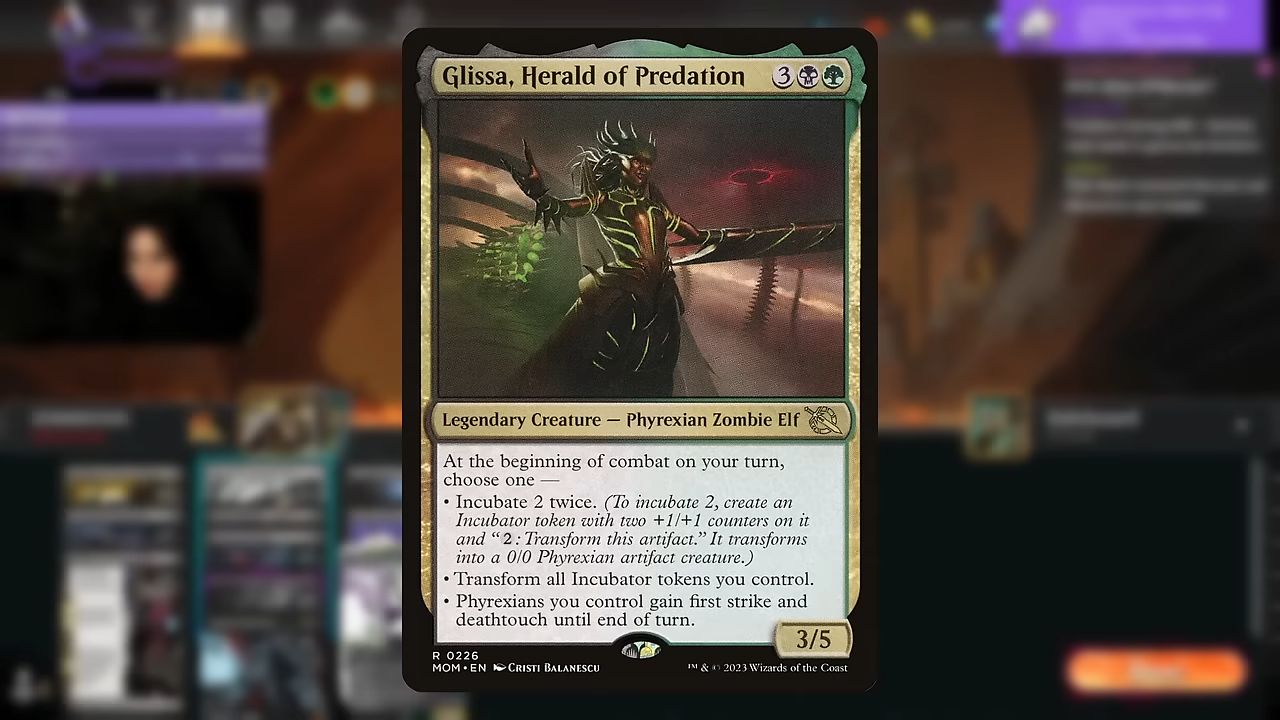 Glissa, Herald of Predation 3
Legendary Creature — Phyrexian Zombie Elf
At the beginning of combat on your turn,
choose one —
• Incubate 2 twice. (To incubate 2, create an
Incubator token with two +1/+1 counters on it
and “2: Transform this artifact.” It transforms
into a 0/0 Phyrexian artifact creature.)
• Transform all Incubator tokens you control.
• Phyrexians you control gain first strike and
deathtouch until end of turn.
3/5
R 0226
MOM • EN CRISTI BALANESCU
™ & © 2023 Wizards of the Coast